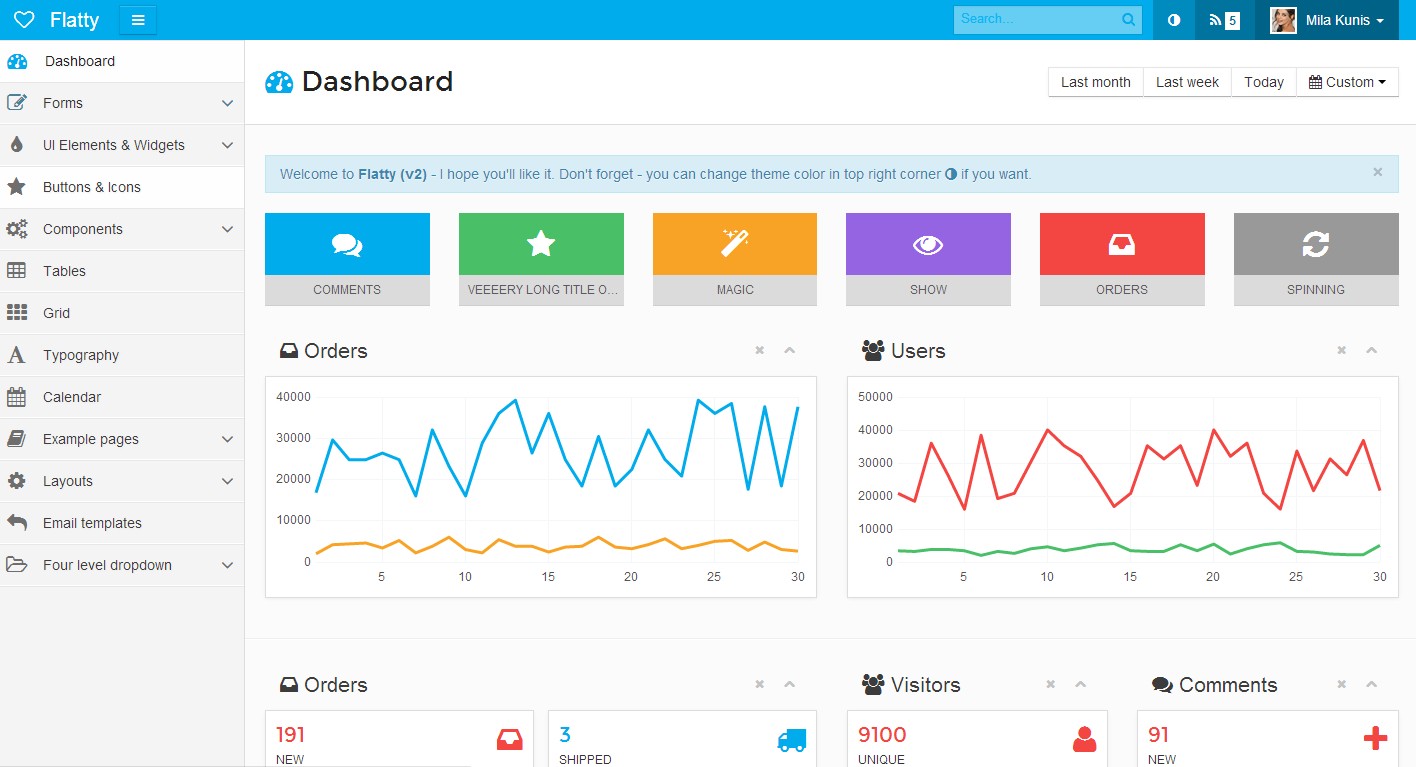 Flatty
Search...
5
Mila Kunis
Dashboard
Forms
UI Elements & Widgets
Buttons & Icons
Components
Tables
Grid
Typography
Calendar
Example pages
Layouts
Email templates
Four level dropdown
Dashboard
Last month
Last week
Today
Custom
Welcome to Flatty (v2) - I hope you'll like it. Don't forget - you can change theme color in top right corner if you want.
COMMENTS
VEEEERY LONG TITLE O...
MAGIC
SHOW
ORDERS
SPINNING
Orders
40000
30000
20000
10000
0
5 10 15 20 25 30
Users
50000
40000
30000
20000
10000
0
5 10 15 20 25 30
Orders
191
NEW
3
SHIPPED
Visitors
9100
UNIQUE
Comments
91
NEW